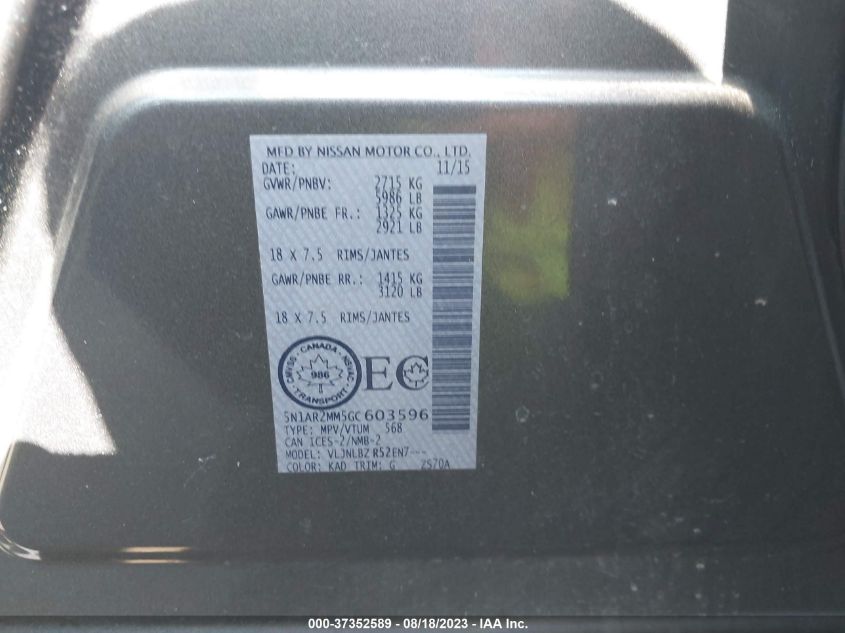 MFD BY NISSAN MOTOR CO., LTD.
DATE: 11/15
GVWR/PNBV: 2715 KG
5986 LB
GAWR/PNBE FR.: 1325 KG
2921 LB
18 X 7.5 RIMS/JANTES
GAWR/PNBE RR.: 1415 KG
3120 LB
18 X 7.5 RIMS/JANTES
CANADA
CMVSS · NSVAC
986
TRANSPORT
EC
5N1AR2MM5GC603596
TYPE: MPV/VTUM 568
CAN ICES-2/NMB-2
MODEL: VLJNLBZ R52EN7---
COLOR: KAD TRIM: G ZS70A
000-37352589 - 08/18/2023 - IAA Inc.